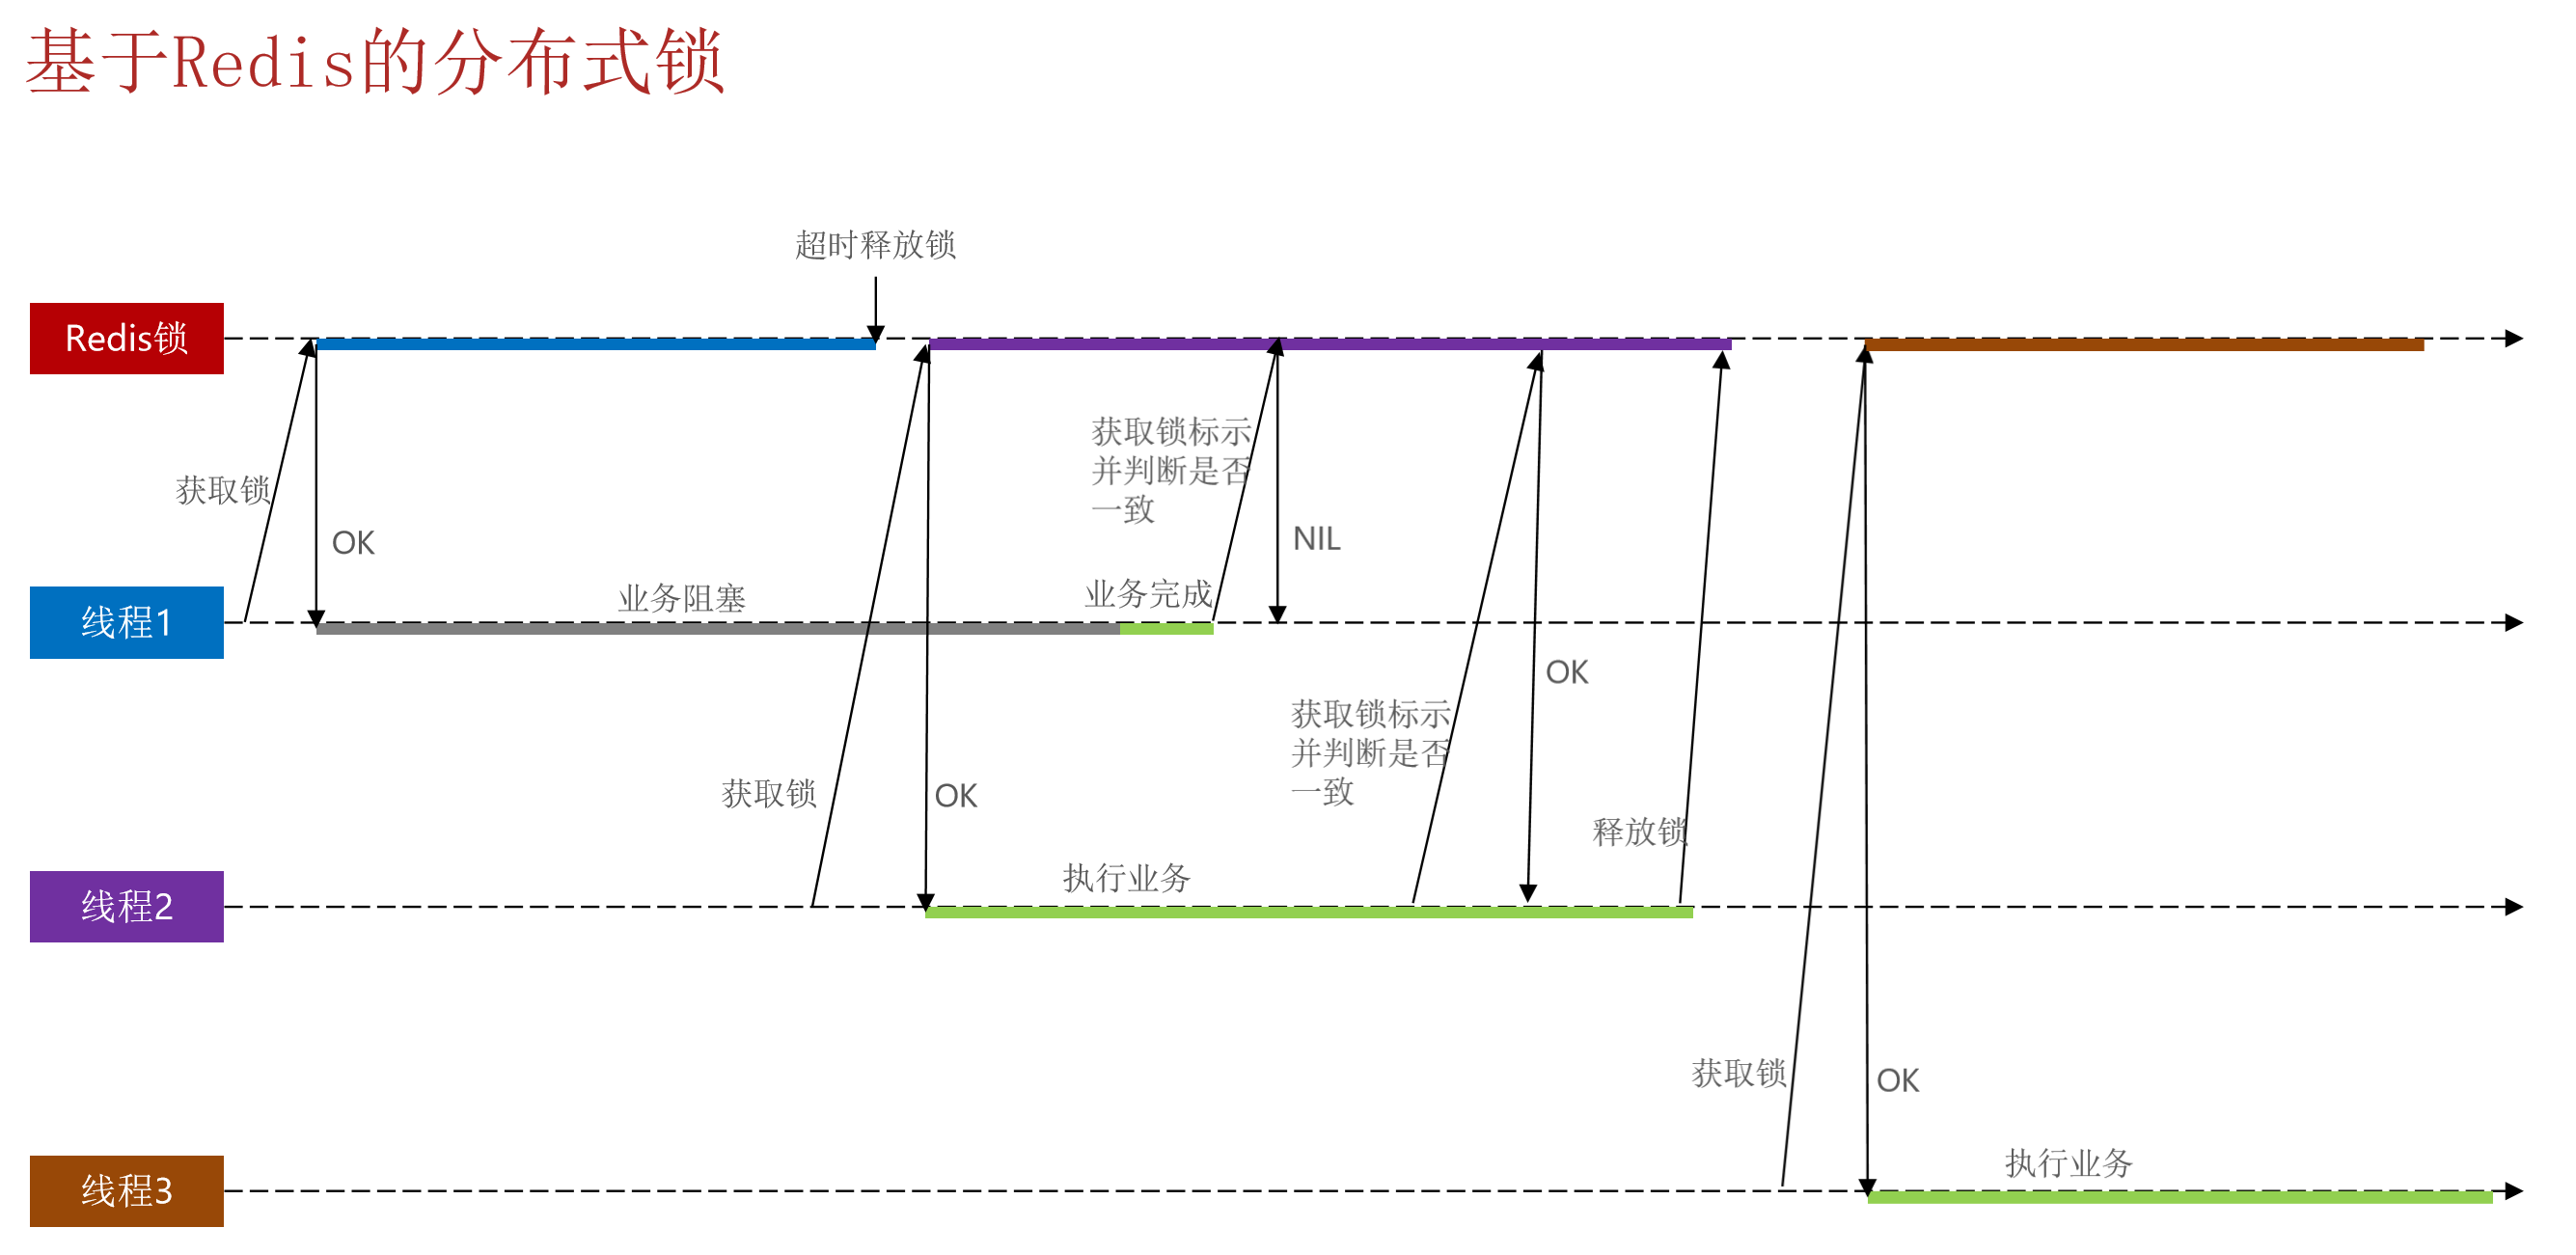 基于Redis的分布式锁
超时释放锁
Redis锁
获取锁标示
并判断是否
一致
获取锁
OK
NIL
业务阻塞
业务完成
线程1
OK
获取锁标示
并判断是否
一致
获取锁
OK
释放锁
执行业务
线程2
获取锁
OK
执行业务
线程3